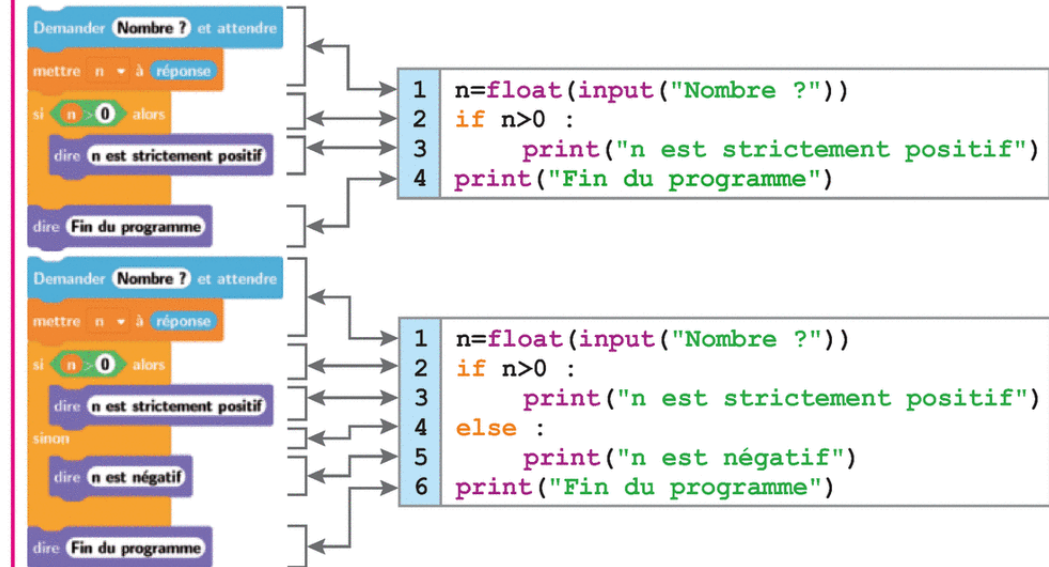 Demander Nombre ? et attendre
mettre n à réponse
si n > 0 alors
dire n est strictement positif
dire Fin du programme
1 n=float(input("Nombre ?"))
2 if n>0 :
3 print("n est strictement positif")
4 print("Fin du programme")
Demander Nombre ? et attendre
mettre n à réponse
si n > 0 alors
dire n est strictement positif
sinon
dire n est négatif
dire Fin du programme
1 n=float(input("Nombre ?"))
2 if n>0 :
3 print("n est strictement positif")
4 else :
5 print("n est négatif")
6 print("Fin du programme")